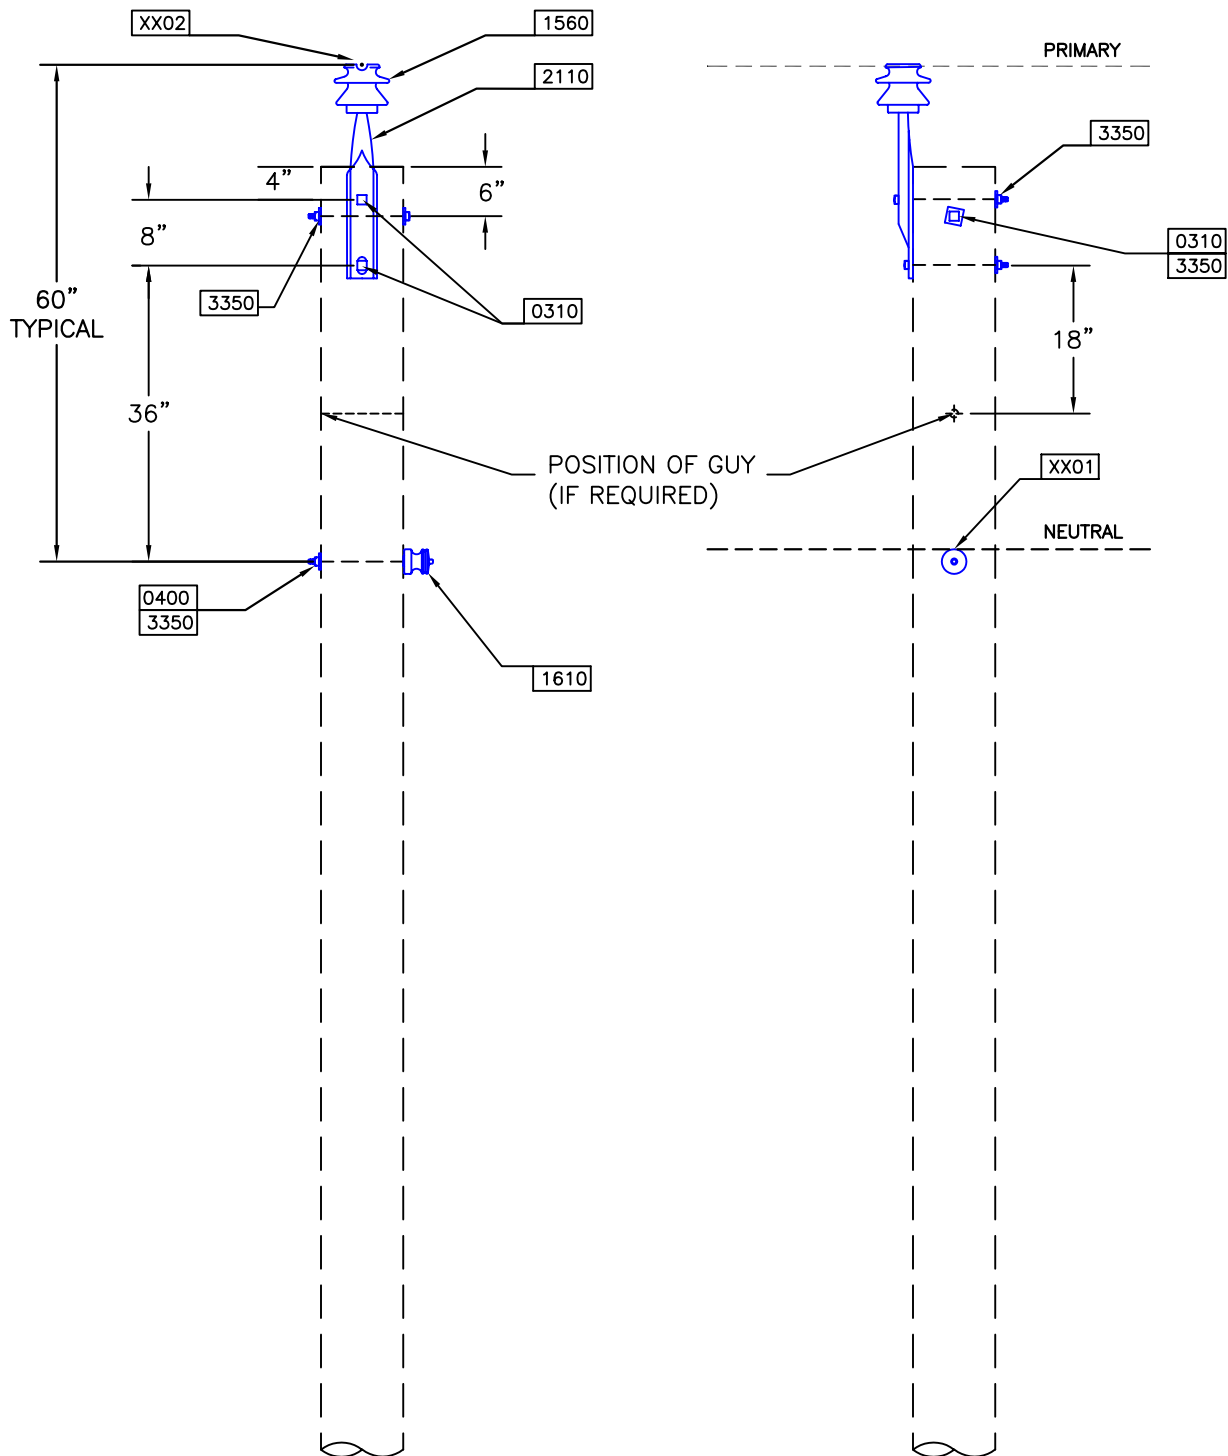 XX02
1560
PRIMARY
2110
3350
4”
6”
8”
0310
3350
60”
TYPICAL
3350
0310
18”
36”
POSITION OF GUY
(IF REQUIRED)
XX01
NEUTRAL
0400
3350
1610